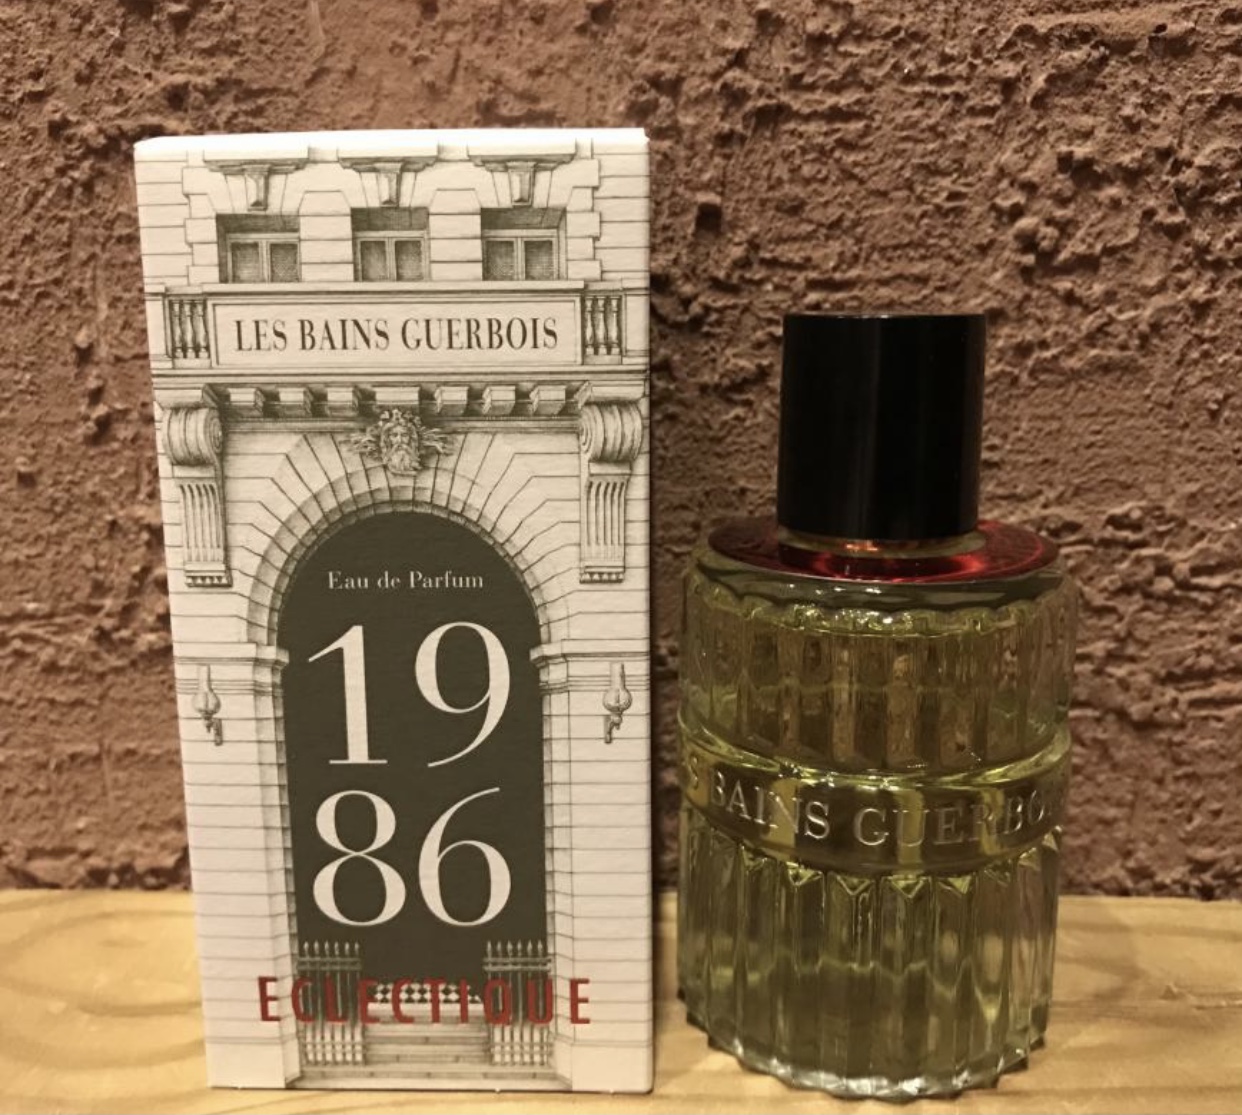 LES BAINS GUERBOIS
Eau de Parfum
19
86
ECLECTIQUE
BAINS GUERBO